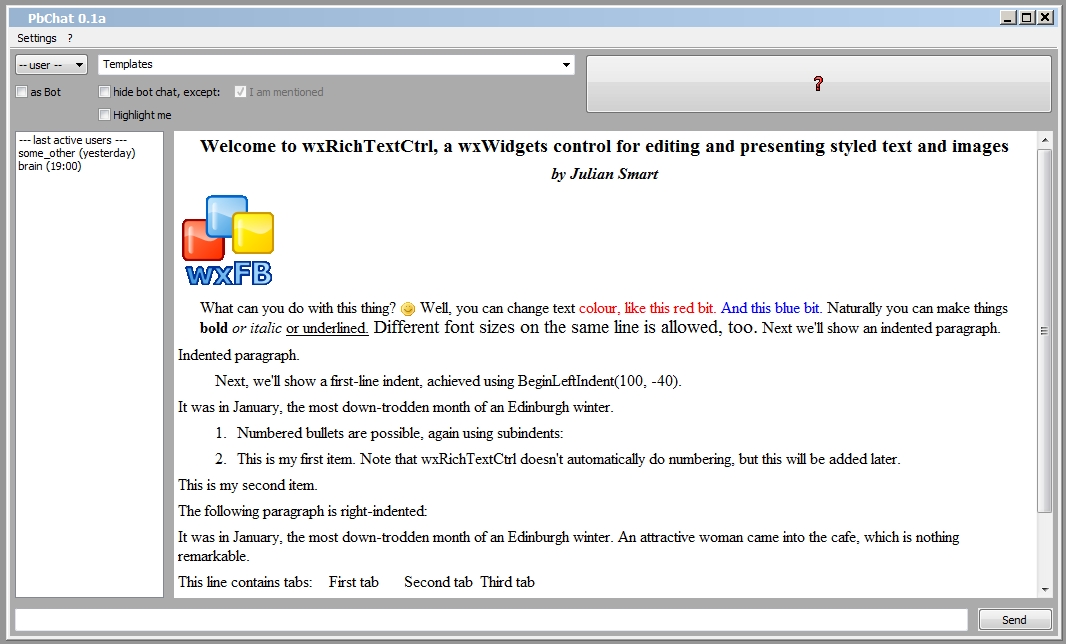 PbChat 0.1a
Settings ?
-- user -- Templates
?
as Bot hide bot chat, except: I am mentioned
Highlight me
--- last active users ---
some_other (yesterday)
brain (19:00)
Welcome to wxRichTextCtrl, a wxWidgets control for editing and presenting styled text and images
by Julian Smart
wxFB
What can you do with this thing? Well, you can change text colour, like this red bit. And this blue bit. Naturally you can make things
bold or italic or underlined. Different font sizes on the same line is allowed, too. Next we'll show an indented paragraph.
Indented paragraph.
Next, we'll show a first-line indent, achieved using BeginLeftIndent(100, -40).
It was in January, the most down-trodden month of an Edinburgh winter.
1. Numbered bullets are possible, again using subindents:
2. This is my first item. Note that wxRichTextCtrl doesn't automatically do numbering, but this will be added later.
This is my second item.
The following paragraph is right-indented:
It was in January, the most down-trodden month of an Edinburgh winter. An attractive woman came into the cafe, which is nothing
remarkable.
This line contains tabs: First tab Second tab Third tab
Send